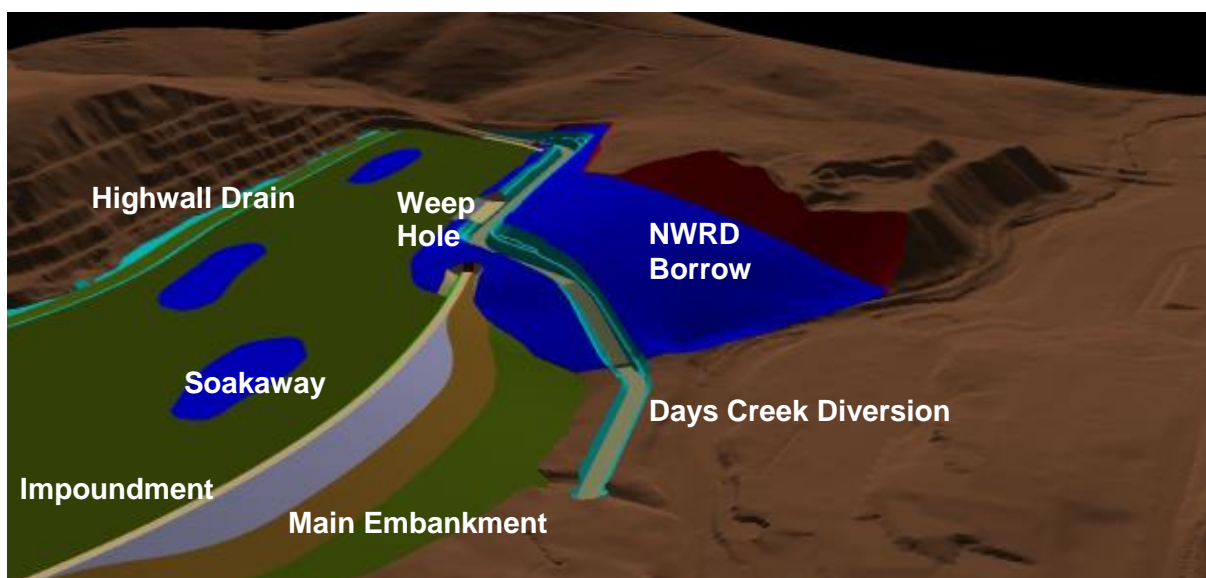 Highwall Drain
Weep
Hole
NWRD
Borrow
Soakaway
Days Creek Diversion
Impoundment
Main Embankment